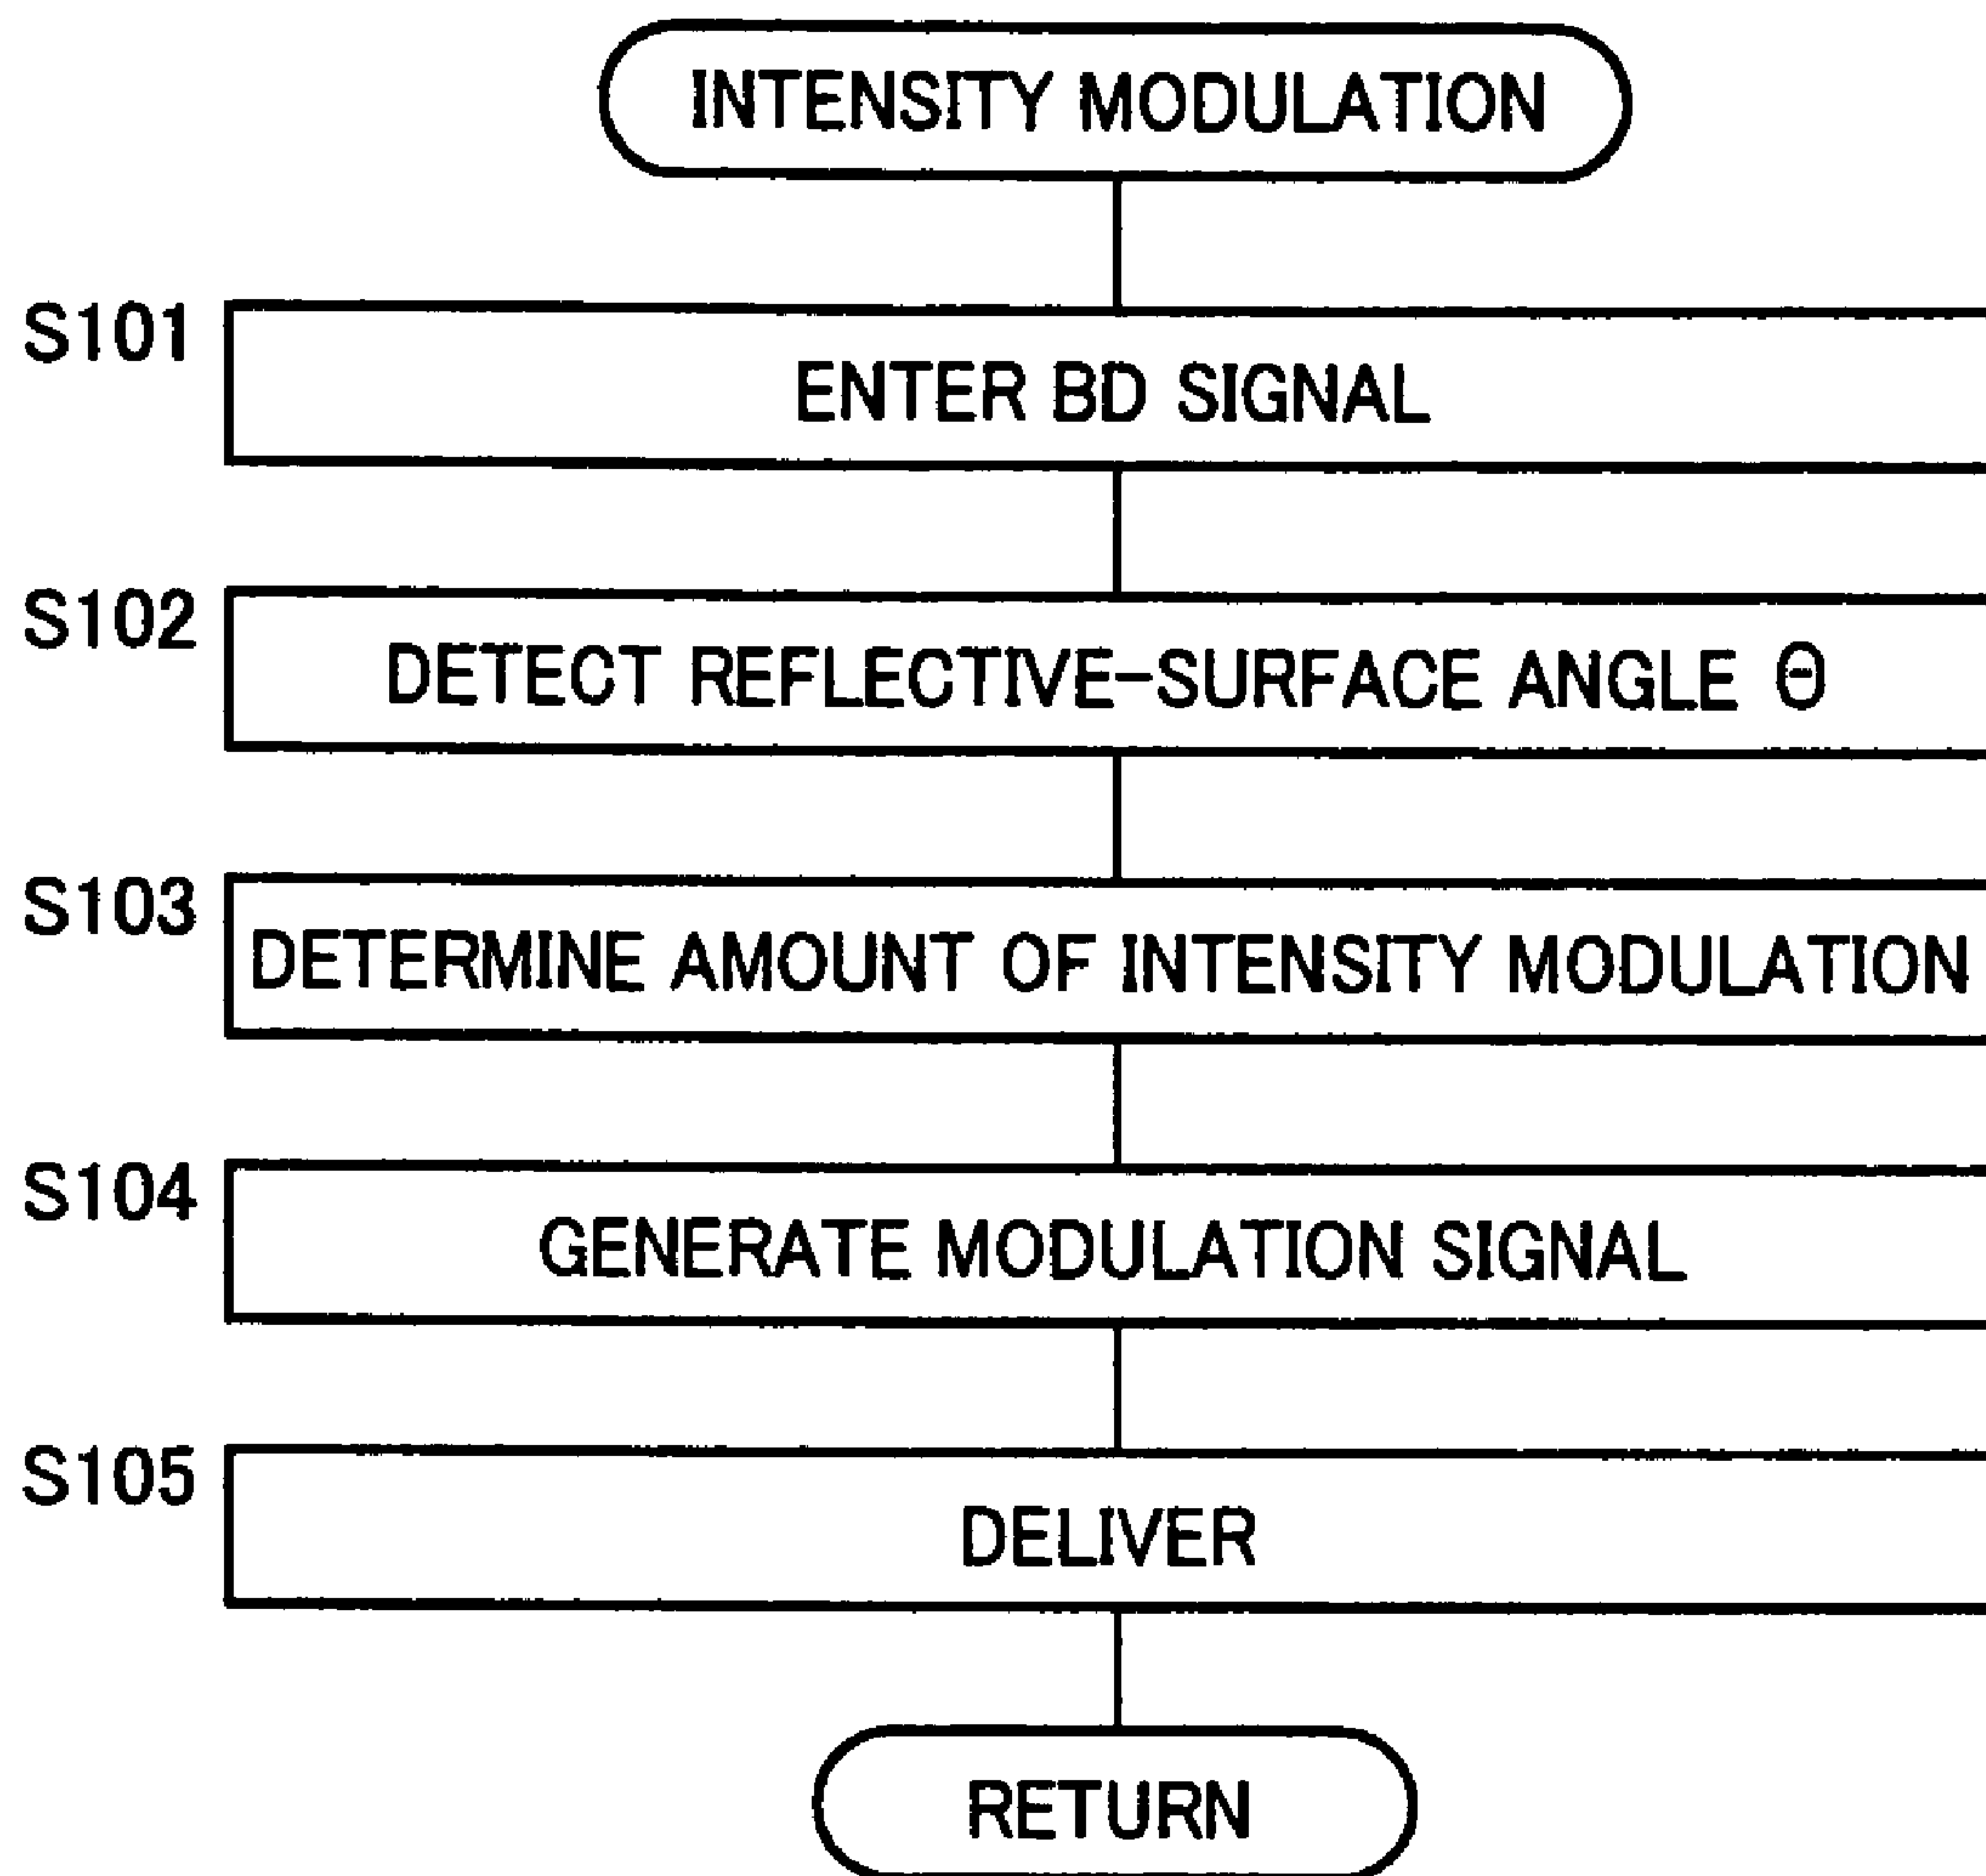 INTENSITY MODULATION
S101
ENTER BD SIGNAL
S102
DETECT REFLECTIVE-SURFACE ANGLE Θ
S103
DETERMINE AMOUNT OF INTENSITY MODULATION
S104
GENERATE MODULATION SIGNAL
S105
DELIVER
RETURN